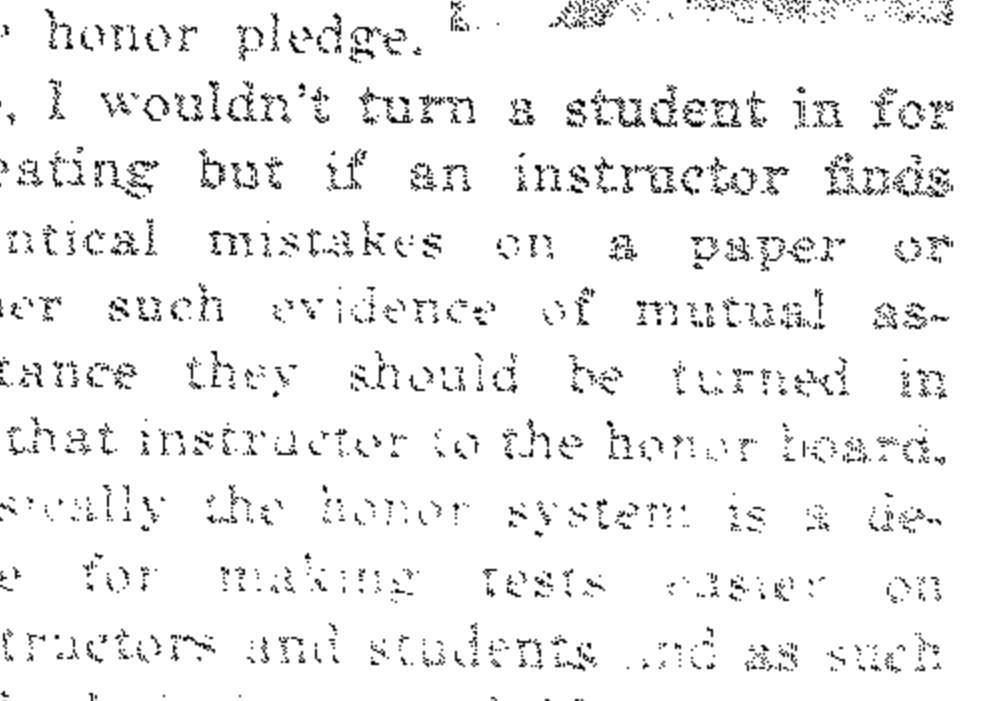 honor pledge.
, I wouldn't turn a student in for
eating but if an instructor finds
ntical mistakes on a paper or
er such evidence of mutual as-
tance they should be turned in
that instructor to the honor board.
sically the honor system is a de-
e for making tests easier on
tructors and students and as such